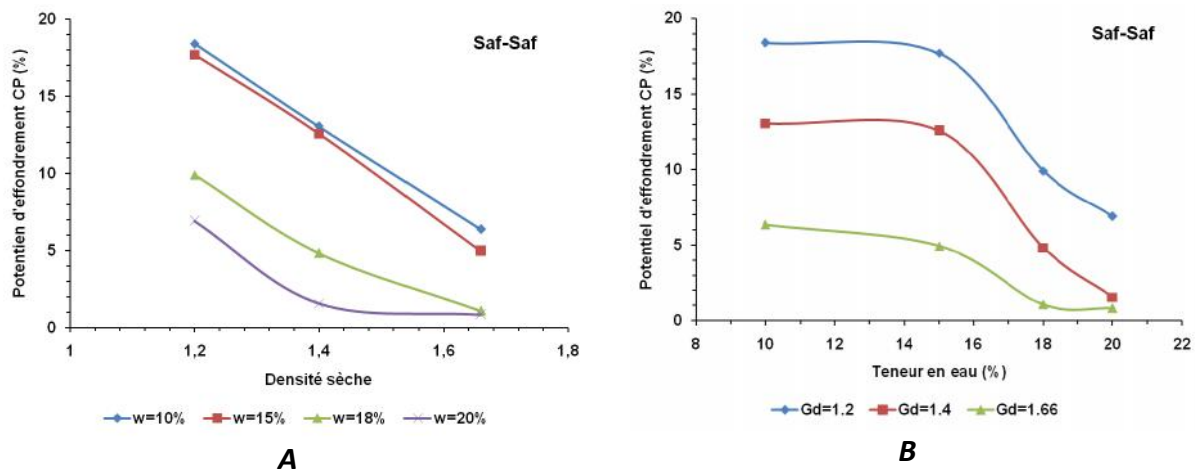 Saf-Saf
Potentien d'effondrement CP (%)
20
15
10
5
0
1
1,2
1,4
1,6
1,8
Densité sèche
w=10%
w=15%
w=18%
w=20%
A
Saf-Saf
Potentiel d'effondrement CP (%)
20
15
10
5
0
8
10
12
14
16
18
20
22
Teneur en eau (%)
Gd=1.2
Gd=1.4
Gd=1.66
B